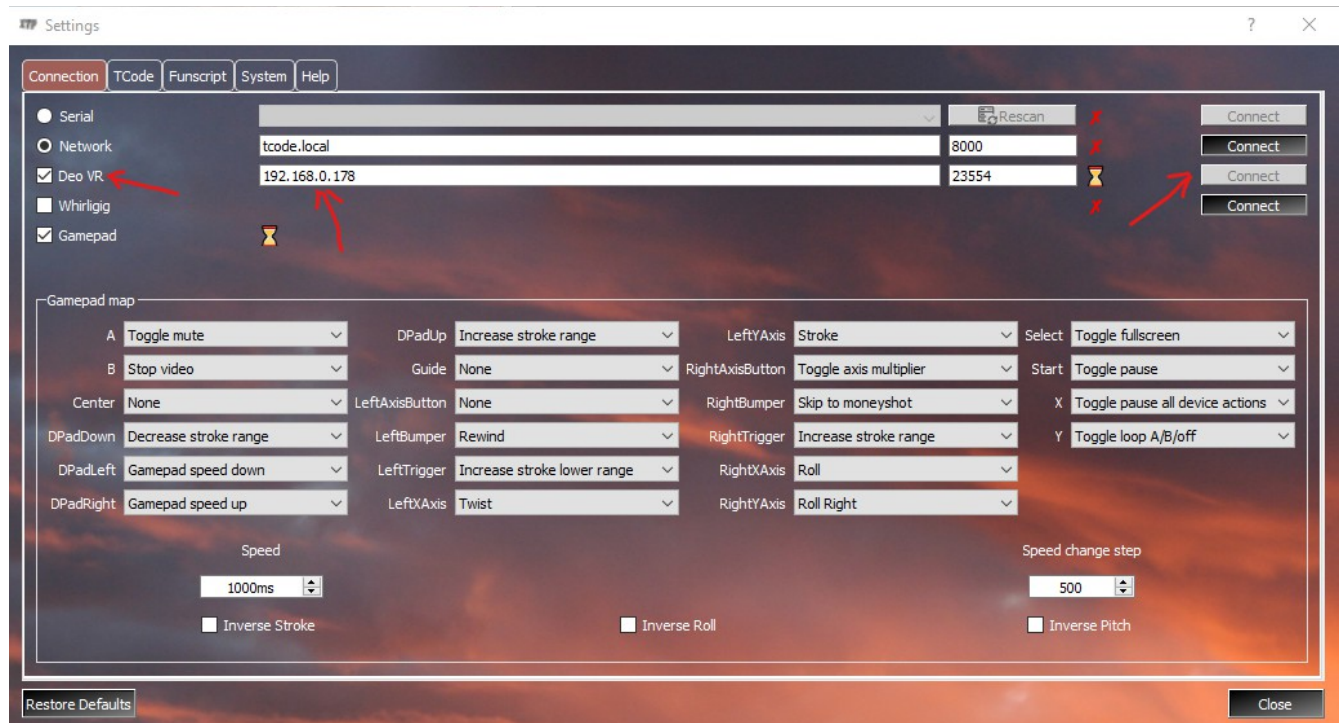 XTP Settings ? ×
Connection TCode Funscript System Help
Serial Rescan Connect
Network tcode.local 8000 Connect
Deo VR 192.168.0.178 23554 Connect
Whirligig Connect
Gamepad
Gamepad map
A Toggle mute DPadUp Increase stroke range LeftYAxis Stroke Select Toggle fullscreen
B Stop video Guide None RightAxisButton Toggle axis multiplier Start Toggle pause
Center None LeftAxisButton None RightBumper Skip to moneyshot X Toggle pause all device actions
DPadDown Decrease stroke range LeftBumper Rewind RightTrigger Increase stroke range Y Toggle loop A/B/off
DPadLeft Gamepad speed down LeftTrigger Increase stroke lower range RightXAxis Roll
DPadRight Gamepad speed up LeftXAxis Twist RightYAxis Roll Right
Speed Speed change step
1000ms 500
Inverse Stroke Inverse Roll Inverse Pitch
Restore Defaults Close